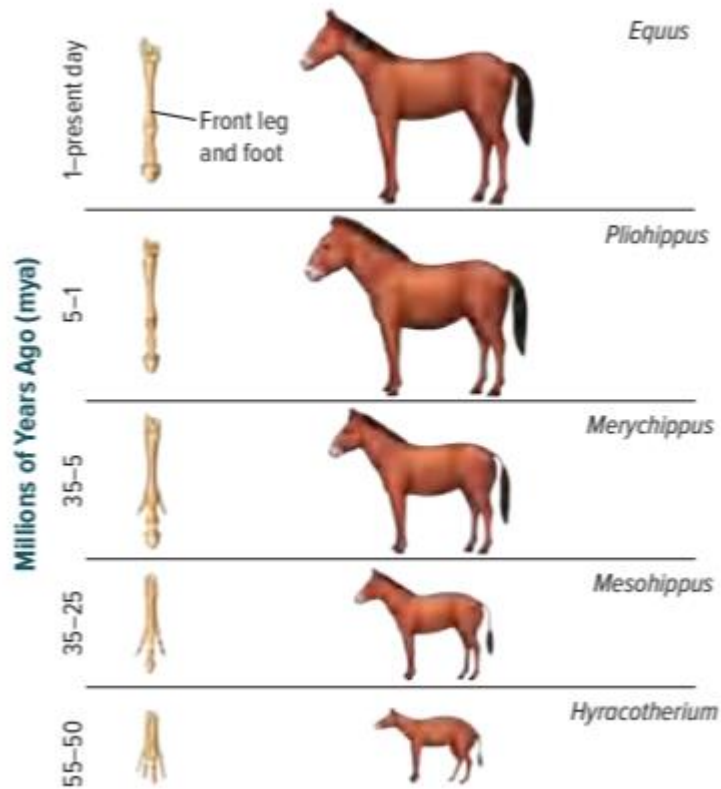 Equus
1–present day
Front leg
and foot
Pliohippus
Millions of Years Ago (mya)
5–1
Merychippus
35–5
Mesohippus
35–25
Hyracotherium
55–50